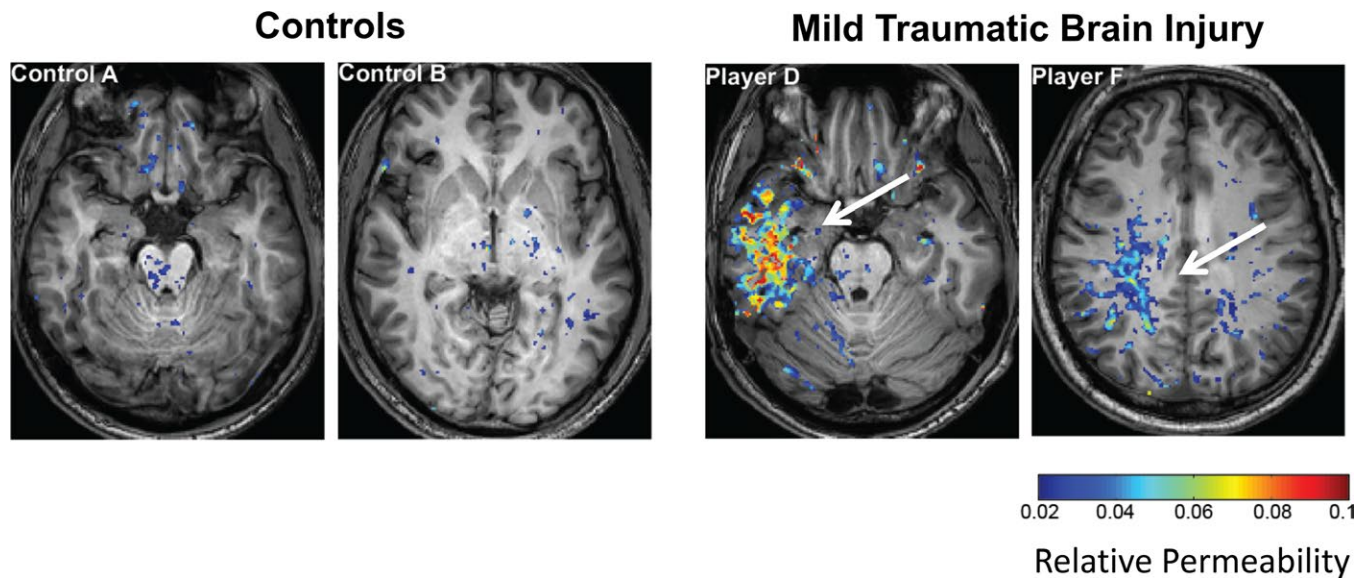 Controls
Mild Traumatic Brain Injury
Control A
Control B
Player D
Player F
0.02 0.04 0.06 0.08 0.1
Relative Permeability